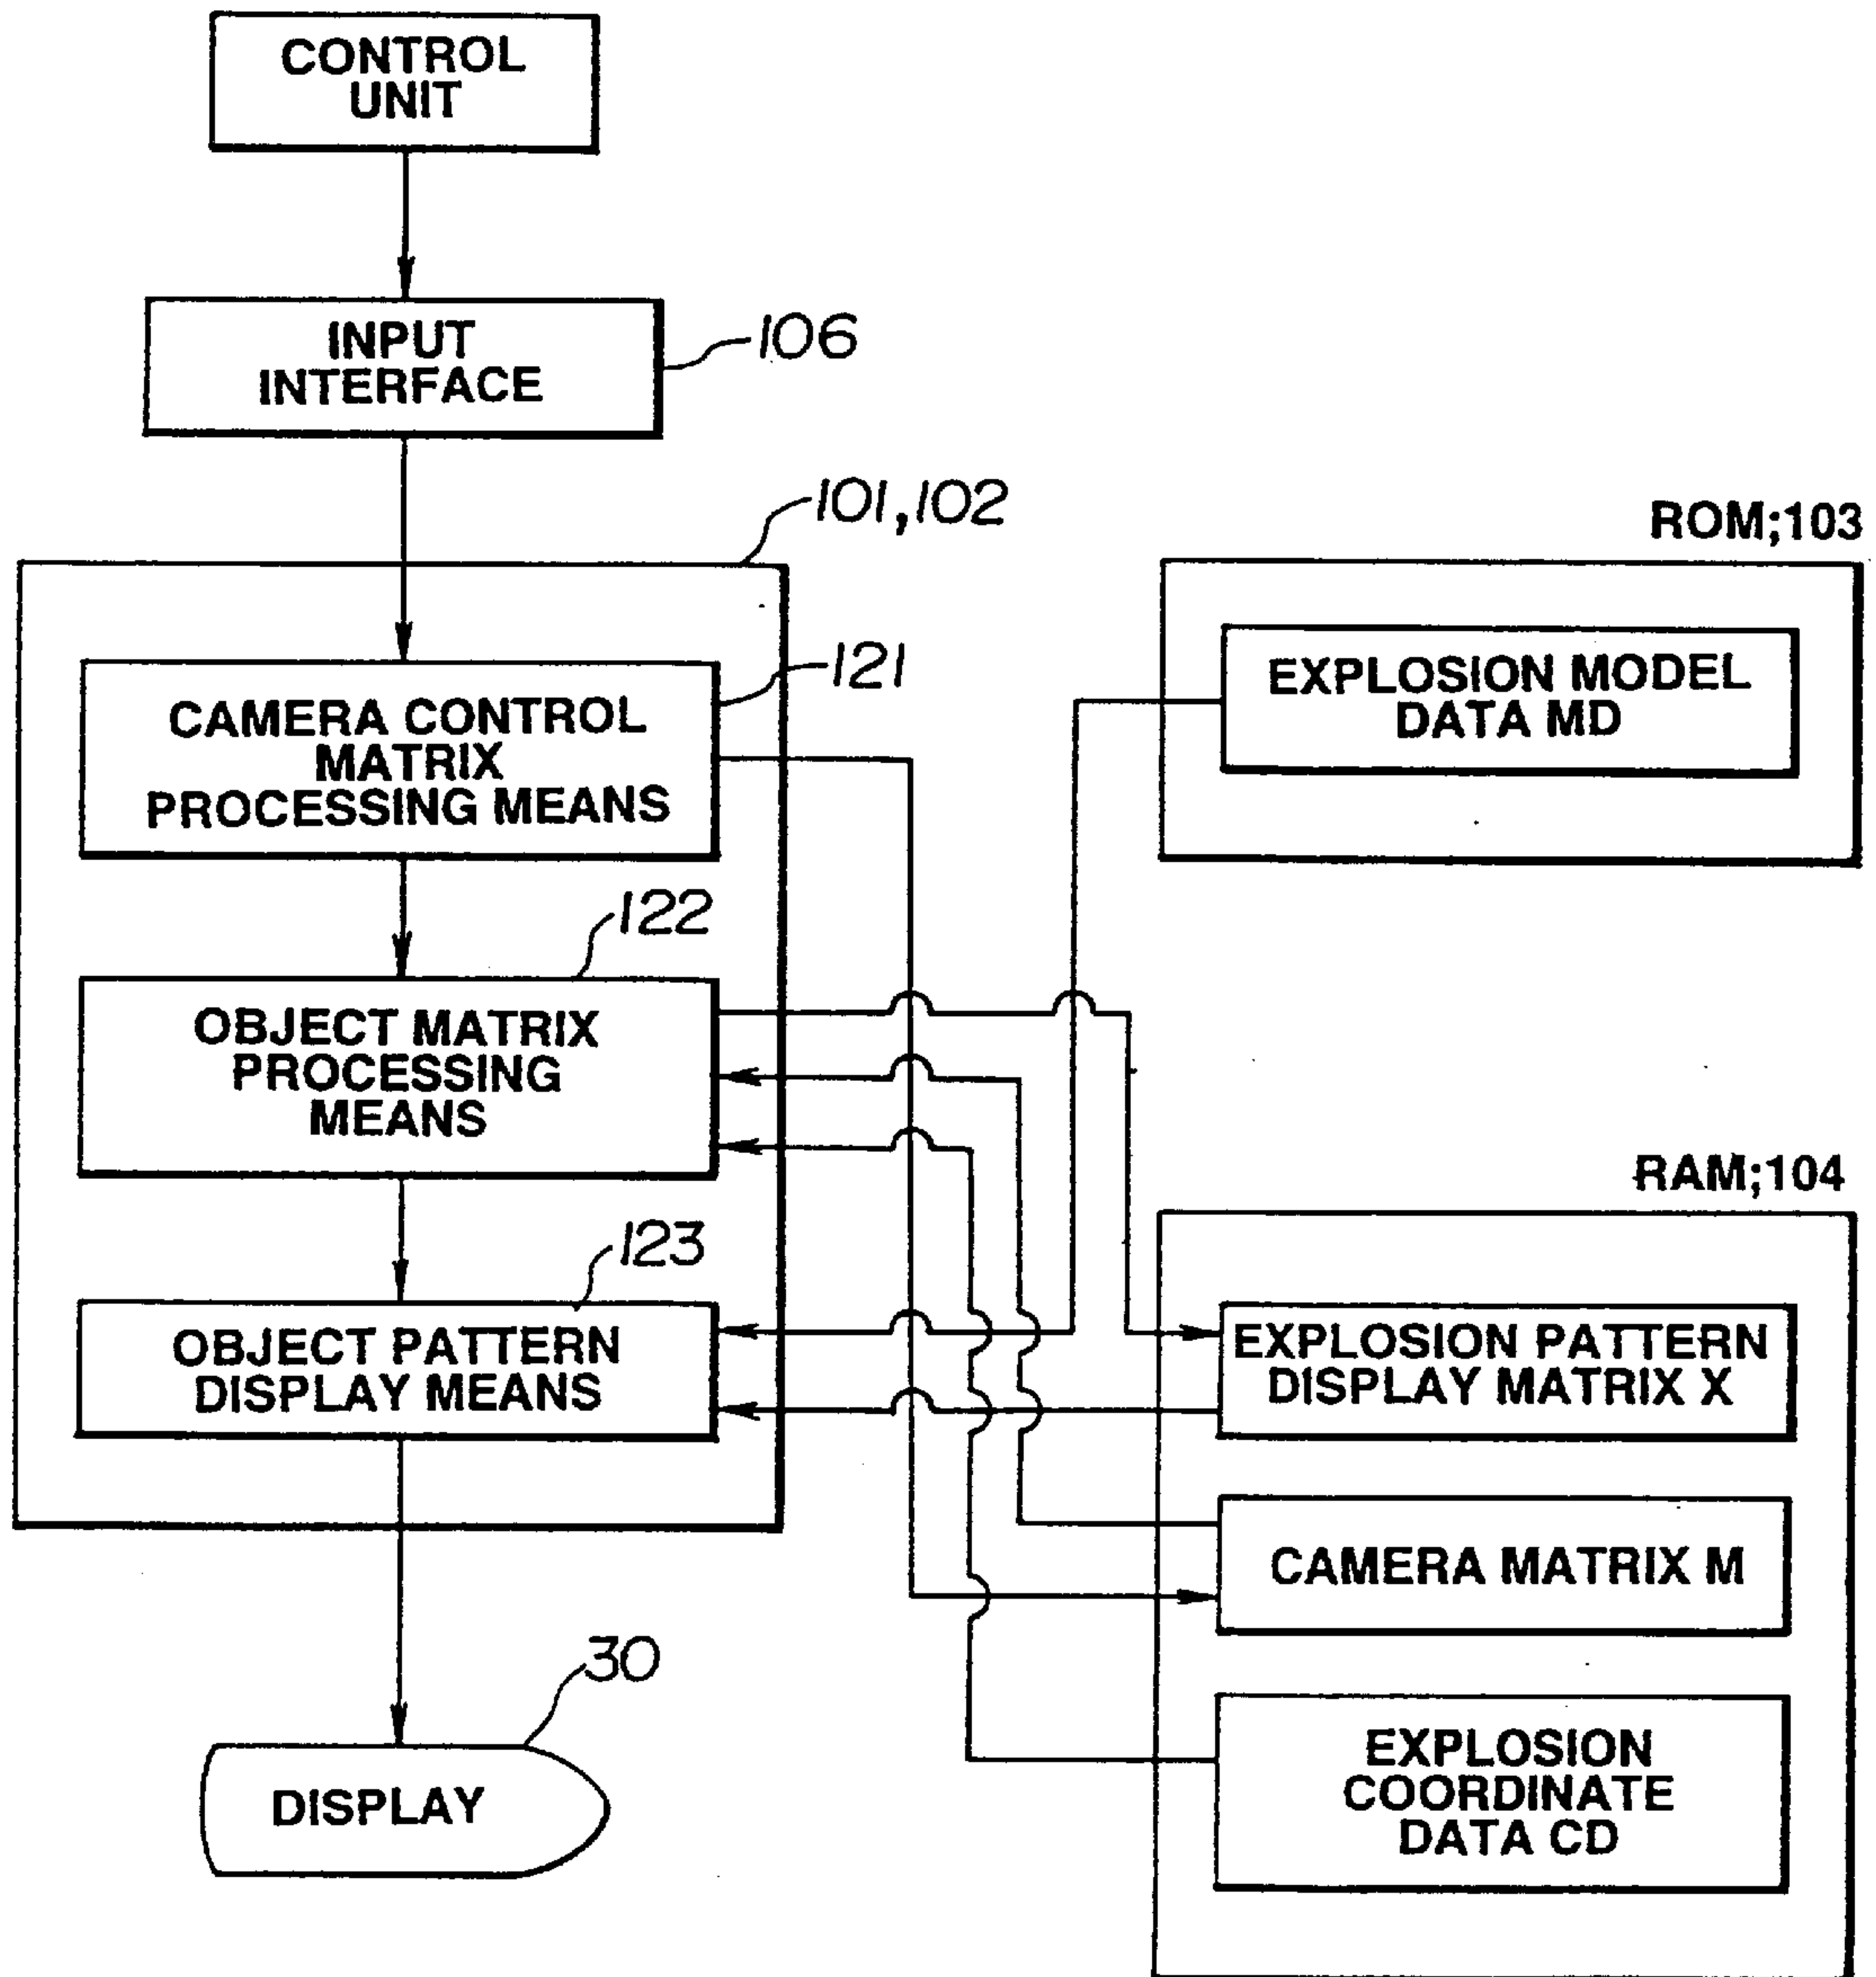 CONTROL
UNIT
INPUT
INTERFACE
106
101,102
ROM;103
CAMERA CONTROL
MATRIX
PROCESSING MEANS
121
EXPLOSION MODEL
DATA MD
122
OBJECT MATRIX
PROCESSING
MEANS
RAM;104
123
OBJECT PATTERN
DISPLAY MEANS
EXPLOSION PATTERN
DISPLAY MATRIX X
CAMERA MATRIX M
30
DISPLAY
EXPLOSION
COORDINATE
DATA CD